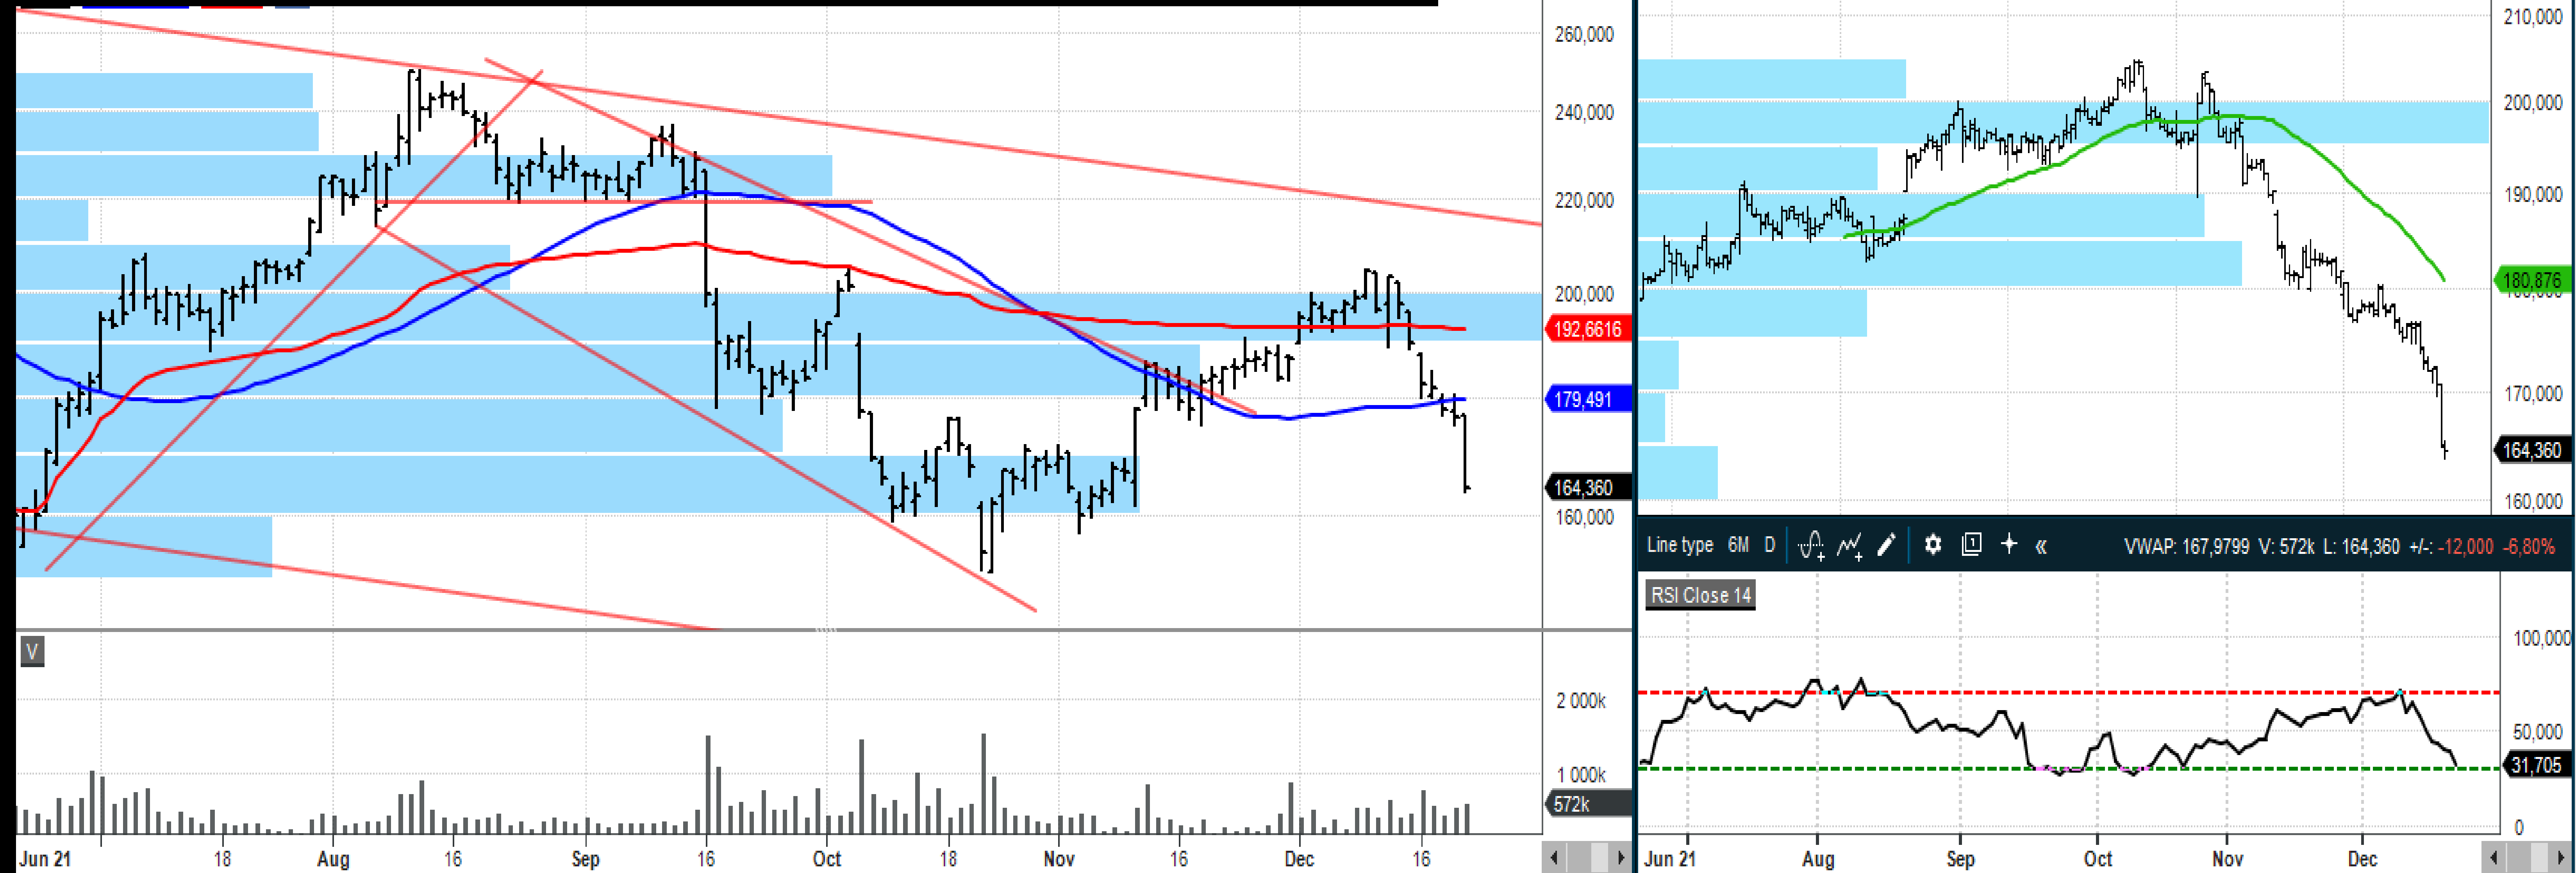 260,000
240,000
220,000
200,000
192,6616
179,491
164,360
160,000
V
2 000k
1 000k
572k
Jun 21 18 Aug 16 Sep 16 Oct 18 Nov 16 Dec 16
210,000
200,000
190,000
180,876
180,000
170,000
164,360
160,000
Line type 6M D 1 « VWAP: 167,9799 V: 572k L: 164,360 +/-: -12,000 -6,80%
RSI Close 14
100,000
50,000
31,705
0
Jun 21 Aug Sep Oct Nov Dec